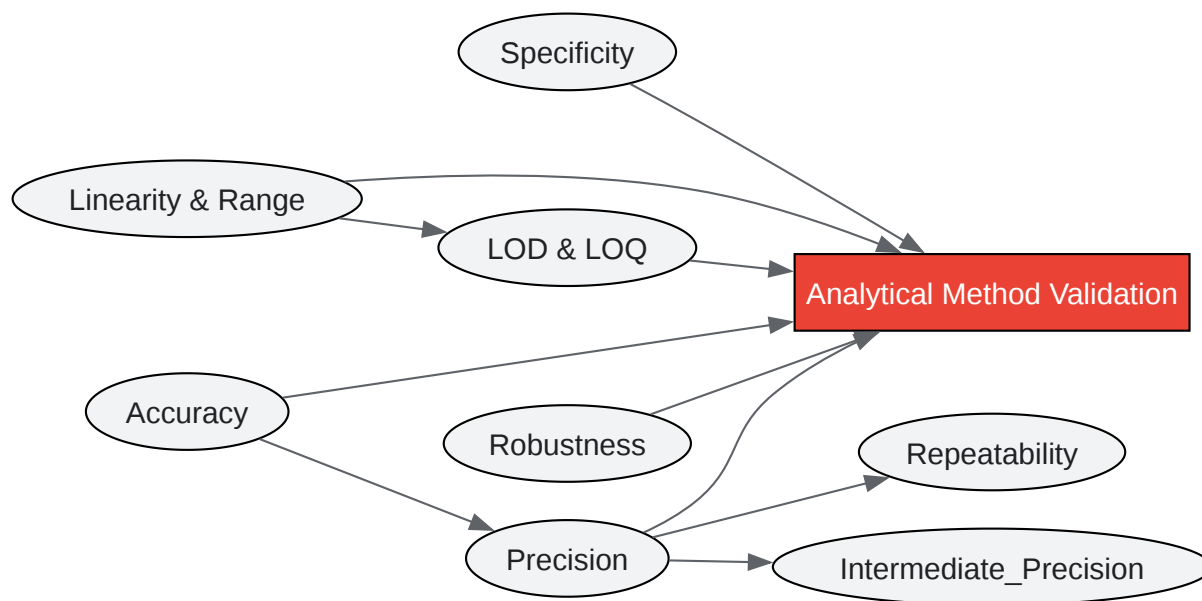 Specificity
Linearity & Range
LOD & LOQ
Analytical Method Validation
Accuracy
Robustness
Repeatability
Precision
Intermediate_Precision